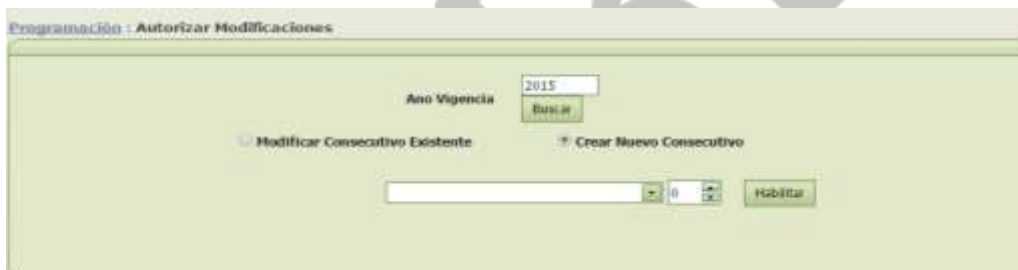 Programación : Autorizar Modificaciones
Ano Vigencia
2015
Buscar
Modificar Consecutivo Existente
Crear Nuevo Consecutivo
0
Habilitar